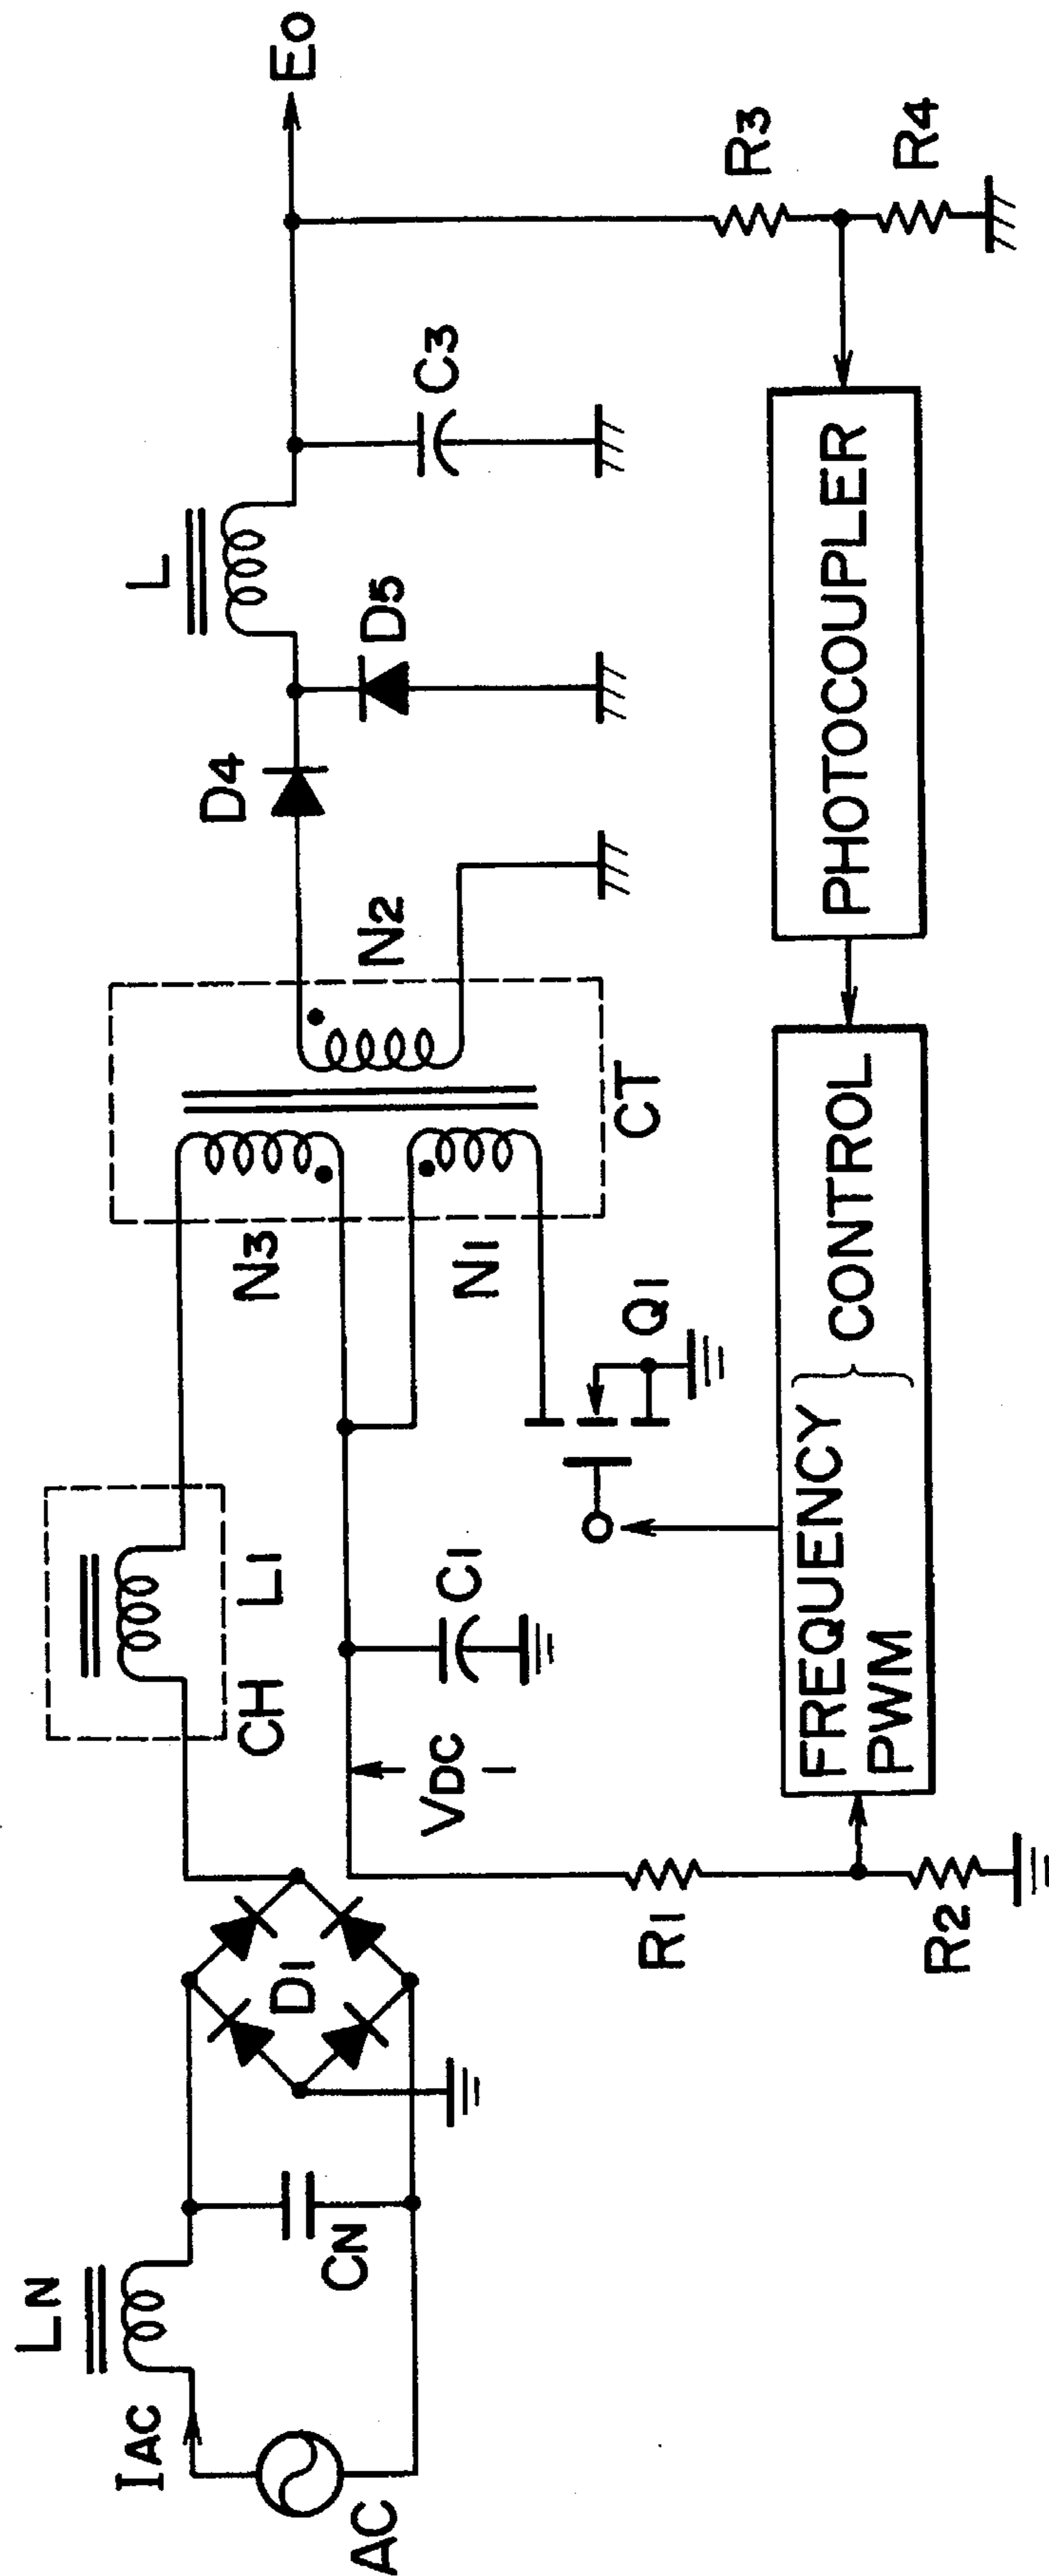 LN
IAC
AC
CN
D1
CH
L1
VDC
C1
N3
N1
N2
CT
Q1
D4
D5
L
C3
EO
R1
R2
R3
R4
FREQUENCY
PWM
CONTROL
PHOTOCOUPLER